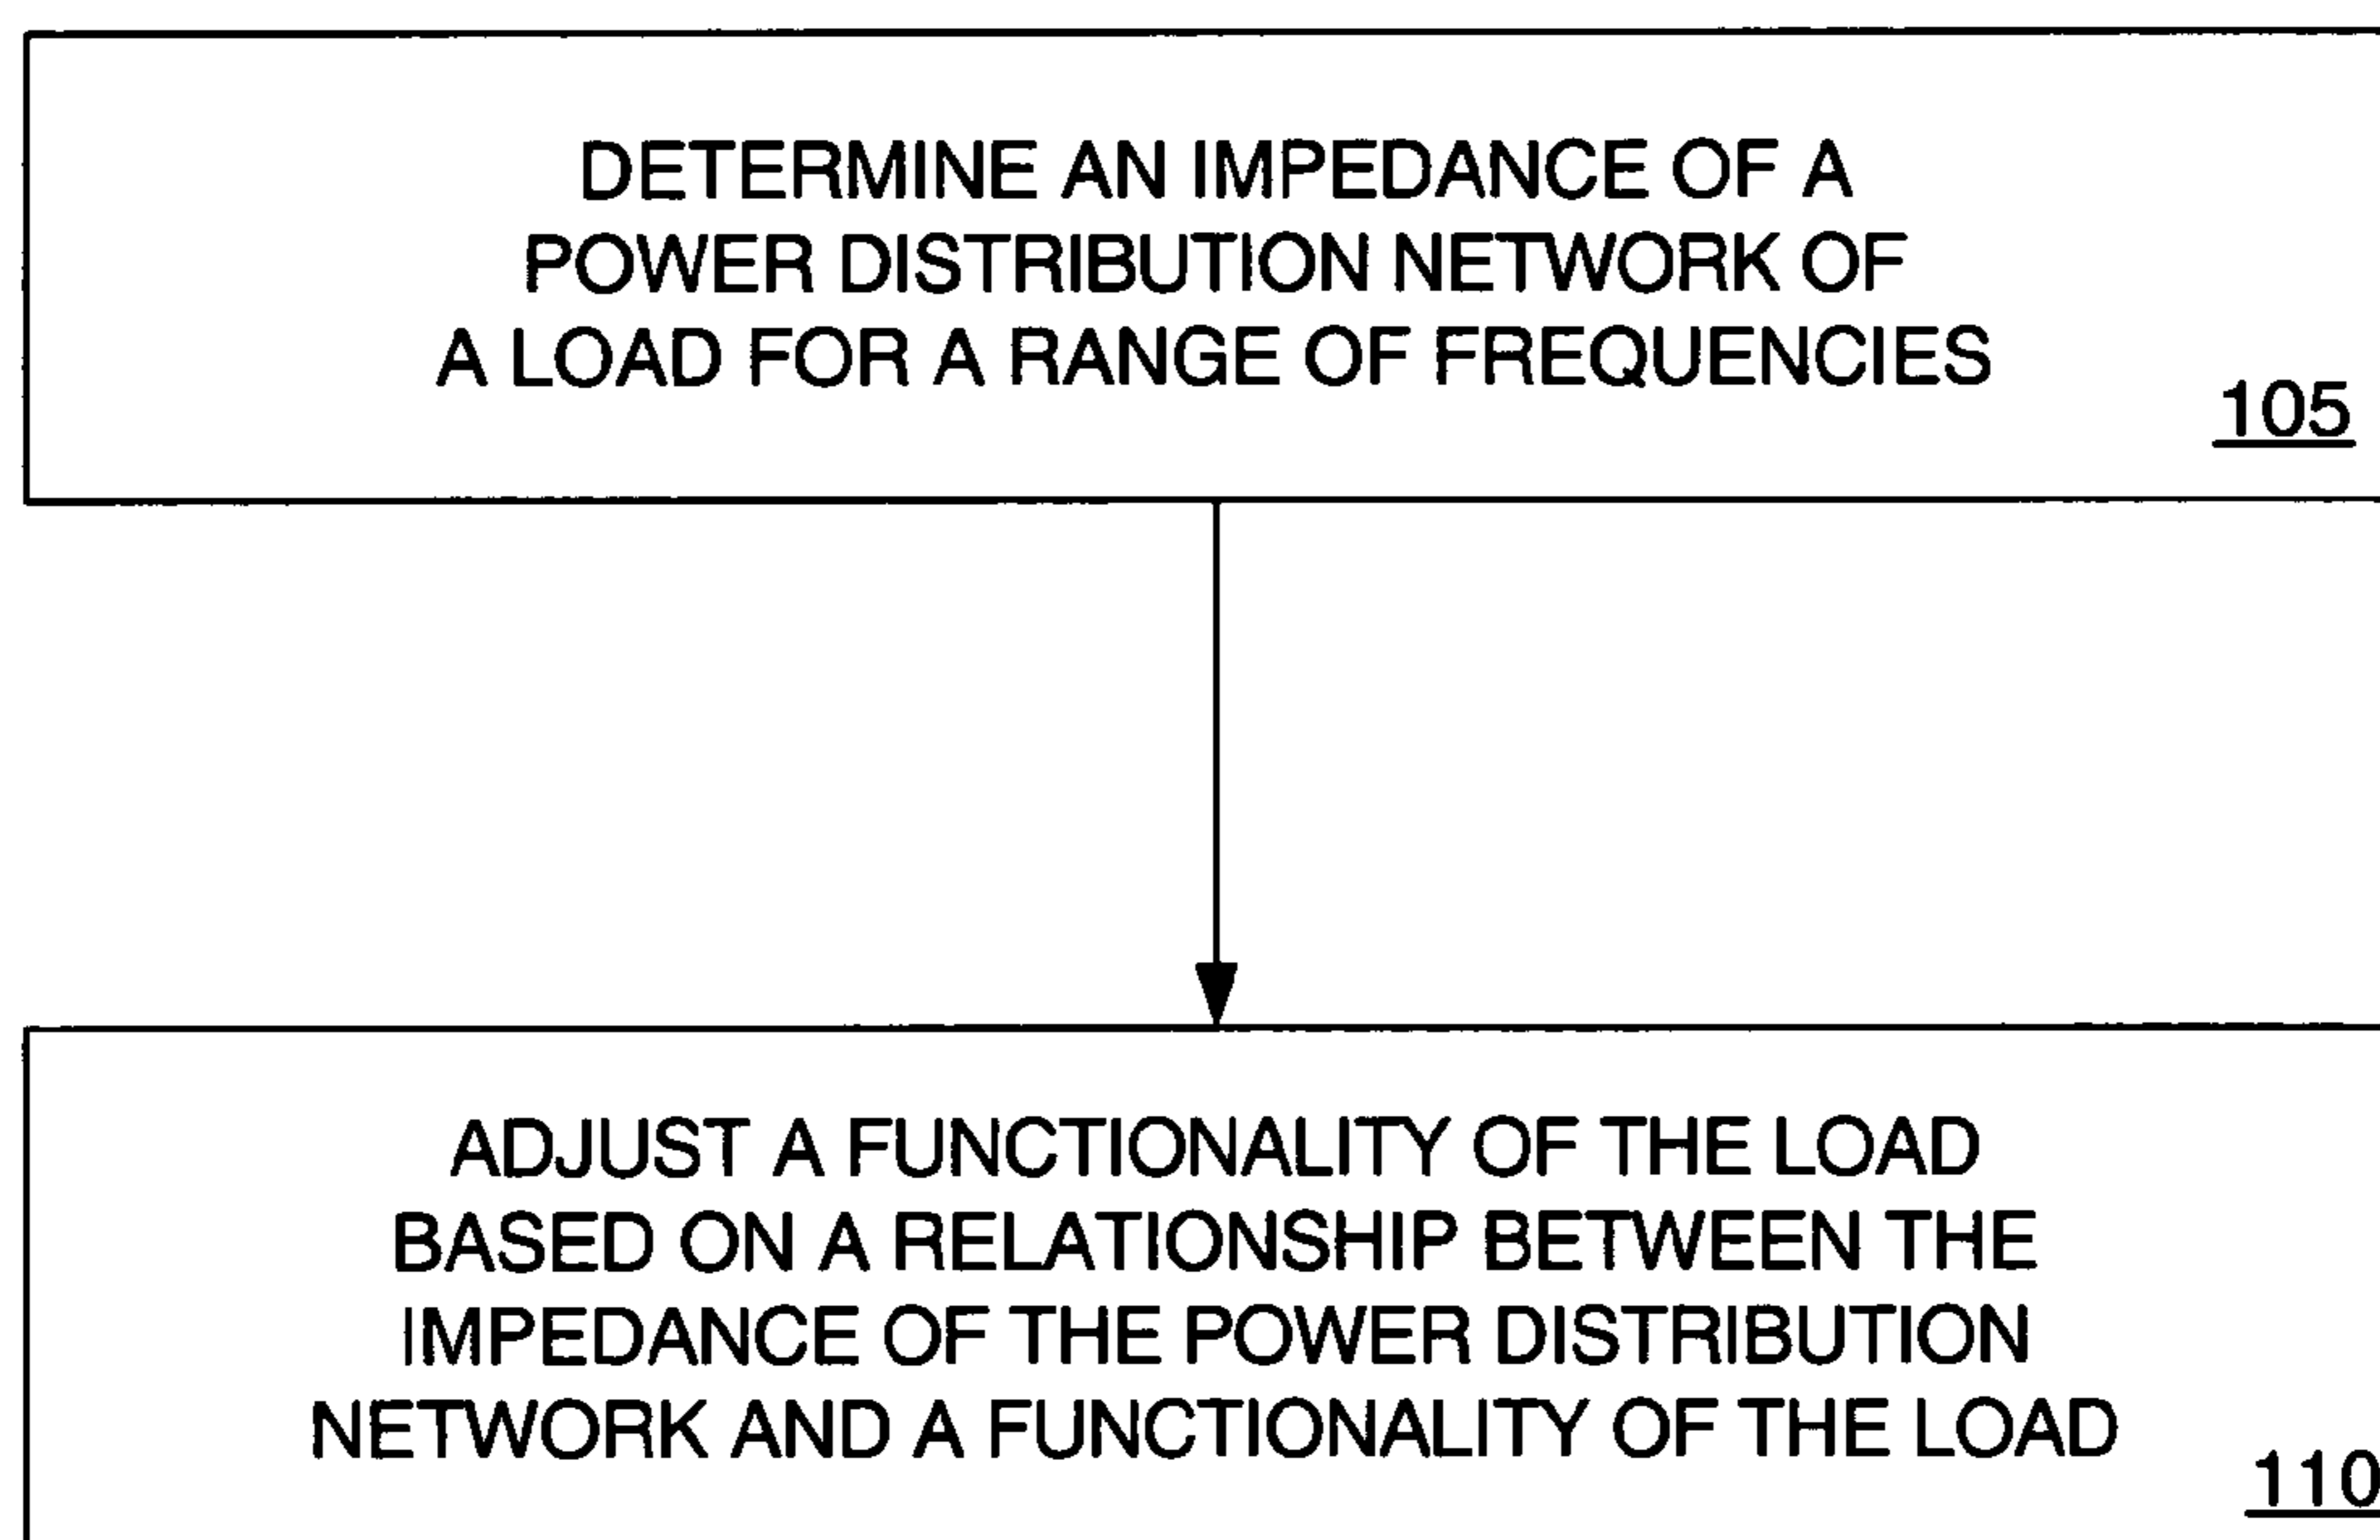 DETERMINE AN IMPEDANCE OF A
POWER DISTRIBUTION NETWORK OF
A LOAD FOR A RANGE OF FREQUENCIES
105
ADJUST A FUNCTIONALITY OF THE LOAD
BASED ON A RELATIONSHIP BETWEEN THE
IMPEDANCE OF THE POWER DISTRIBUTION
NETWORK AND A FUNCTIONALITY OF THE LOAD
110